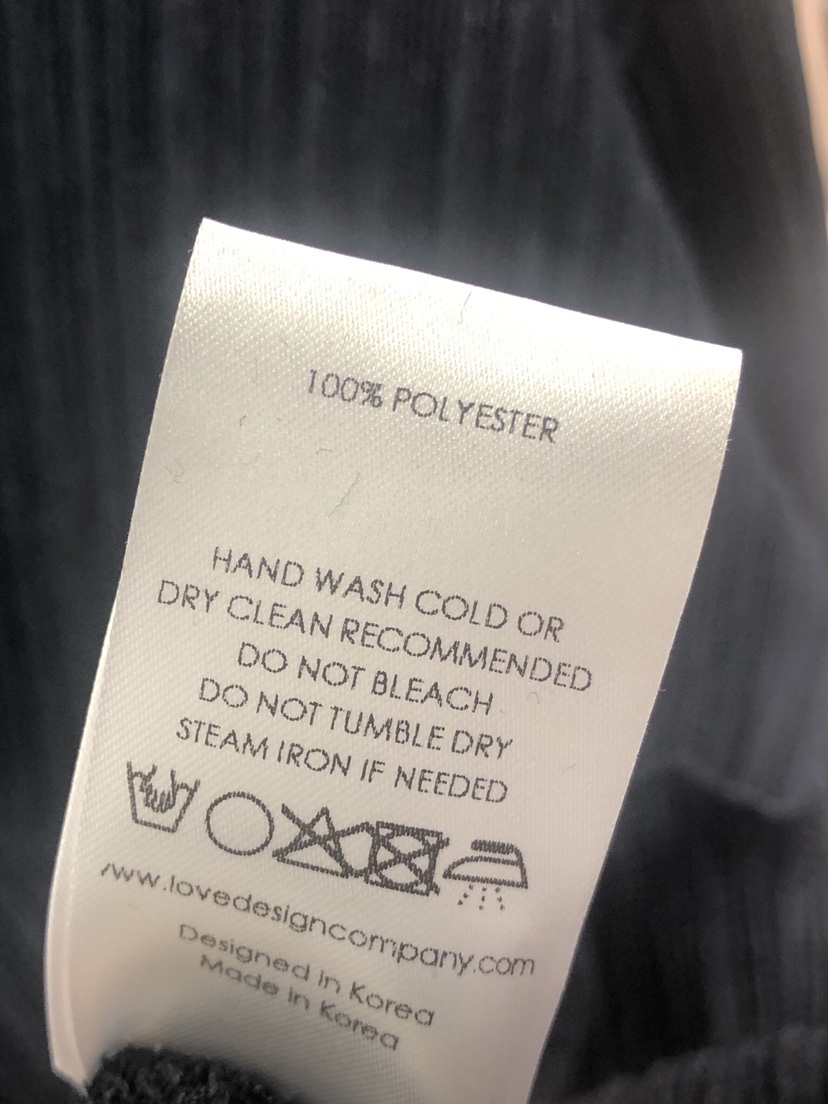 100% POLYESTER
HAND WASH COLD OR
DRY CLEAN RECOMMENDED
DO NOT BLEACH
DO NOT TUMBLE DRY
STEAM IRON IF NEEDED
www.lovedesigncompany.com
Designed in Korea
Made in Korea